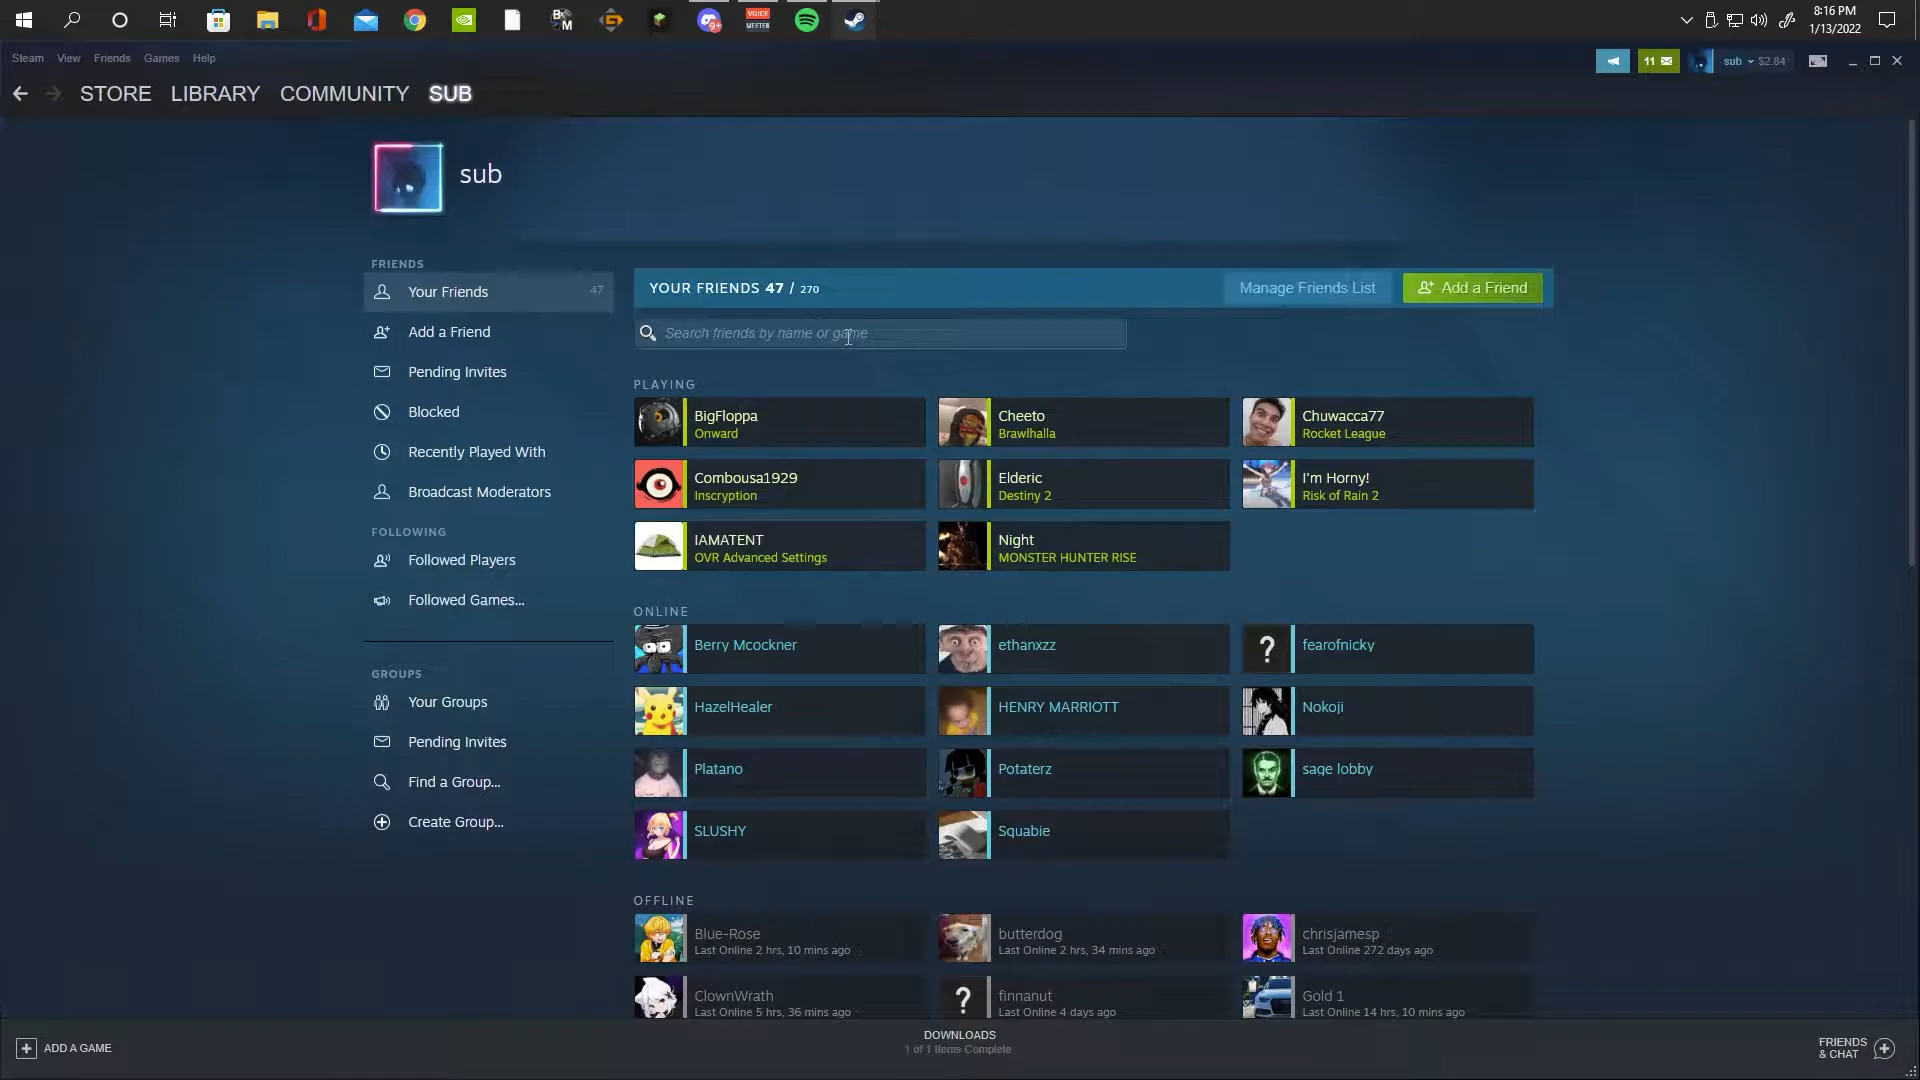 8:16 PM
1/13/2022
9+
VOICE
MEETER
Steam View Friends Games Help
11
sub $2.84
STORE LIBRARY COMMUNITY SUB
sub
FRIENDS
Your Friends 47
Add a Friend
Pending Invites
Blocked
Recently Played With
Broadcast Moderators
FOLLOWING
Followed Players
Followed Games...
GROUPS
Your Groups
Pending Invites
Find a Group...
Create Group...
YOUR FRIENDS 47 / 270
Manage Friends List
Add a Friend
Search friends by name or game
PLAYING
BigFloppa
Onward
Cheeto
Brawlhalla
Chuwacca77
Rocket League
Combousa1929
Inscryption
Elderic
Destiny 2
I'm Horny!
Risk of Rain 2
IAMATENT
OVR Advanced Settings
Night
MONSTER HUNTER RISE
ONLINE
Berry Mcockner
ethanxzz
?
fearofnicky
HazelHealer
HENRY MARRIOTT
Nokoji
Platano
Potaterz
sage lobby
SLUSHY
Squabie
OFFLINE
Blue-Rose
Last Online 2 hrs, 10 mins ago
butterdog
Last Online 2 hrs, 34 mins ago
chrisjamesp
Last Online 272 days ago
ClownWrath
Last Online 5 hrs, 36 mins ago
?
finnanut
Last Online 4 days ago
Gold 1
Last Online 14 hrs, 10 mins ago
ADD A GAME
DOWNLOADS
1 of 1 Items Complete
FRIENDS
& CHAT